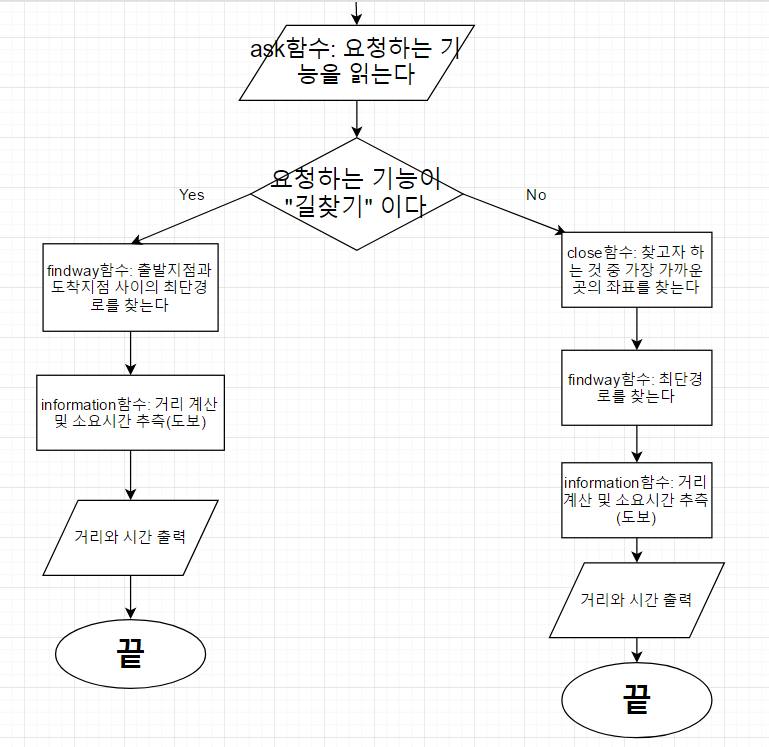 ask함수: 요청하는 기
능을 읽는다
요청하는 기능이
"길찾기" 이다
Yes
No
findway함수: 출발지점과
도착지점 사이의 최단경
로를 찾는다
information함수: 거리 계산
및 소요시간 추측(도보)
거리와 시간 출력
끝
close함수: 찾고자 하
는 것 중 가장 가까운
곳의 좌표를 찾는다
findway함수: 최단경
로를 찾는다
information함수: 거리
계산 및 소요시간 추측
(도보)
거리와 시간 출력
끝